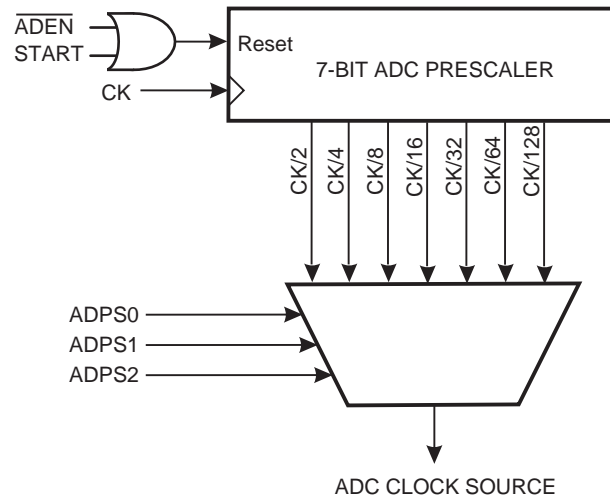 ADEN
START
Reset
7-BIT ADC PRESCALER
CK
CK/2
CK/4
CK/8
CK/16
CK/32
CK/64
CK/128
ADPS0
ADPS1
ADPS2
ADC CLOCK SOURCE